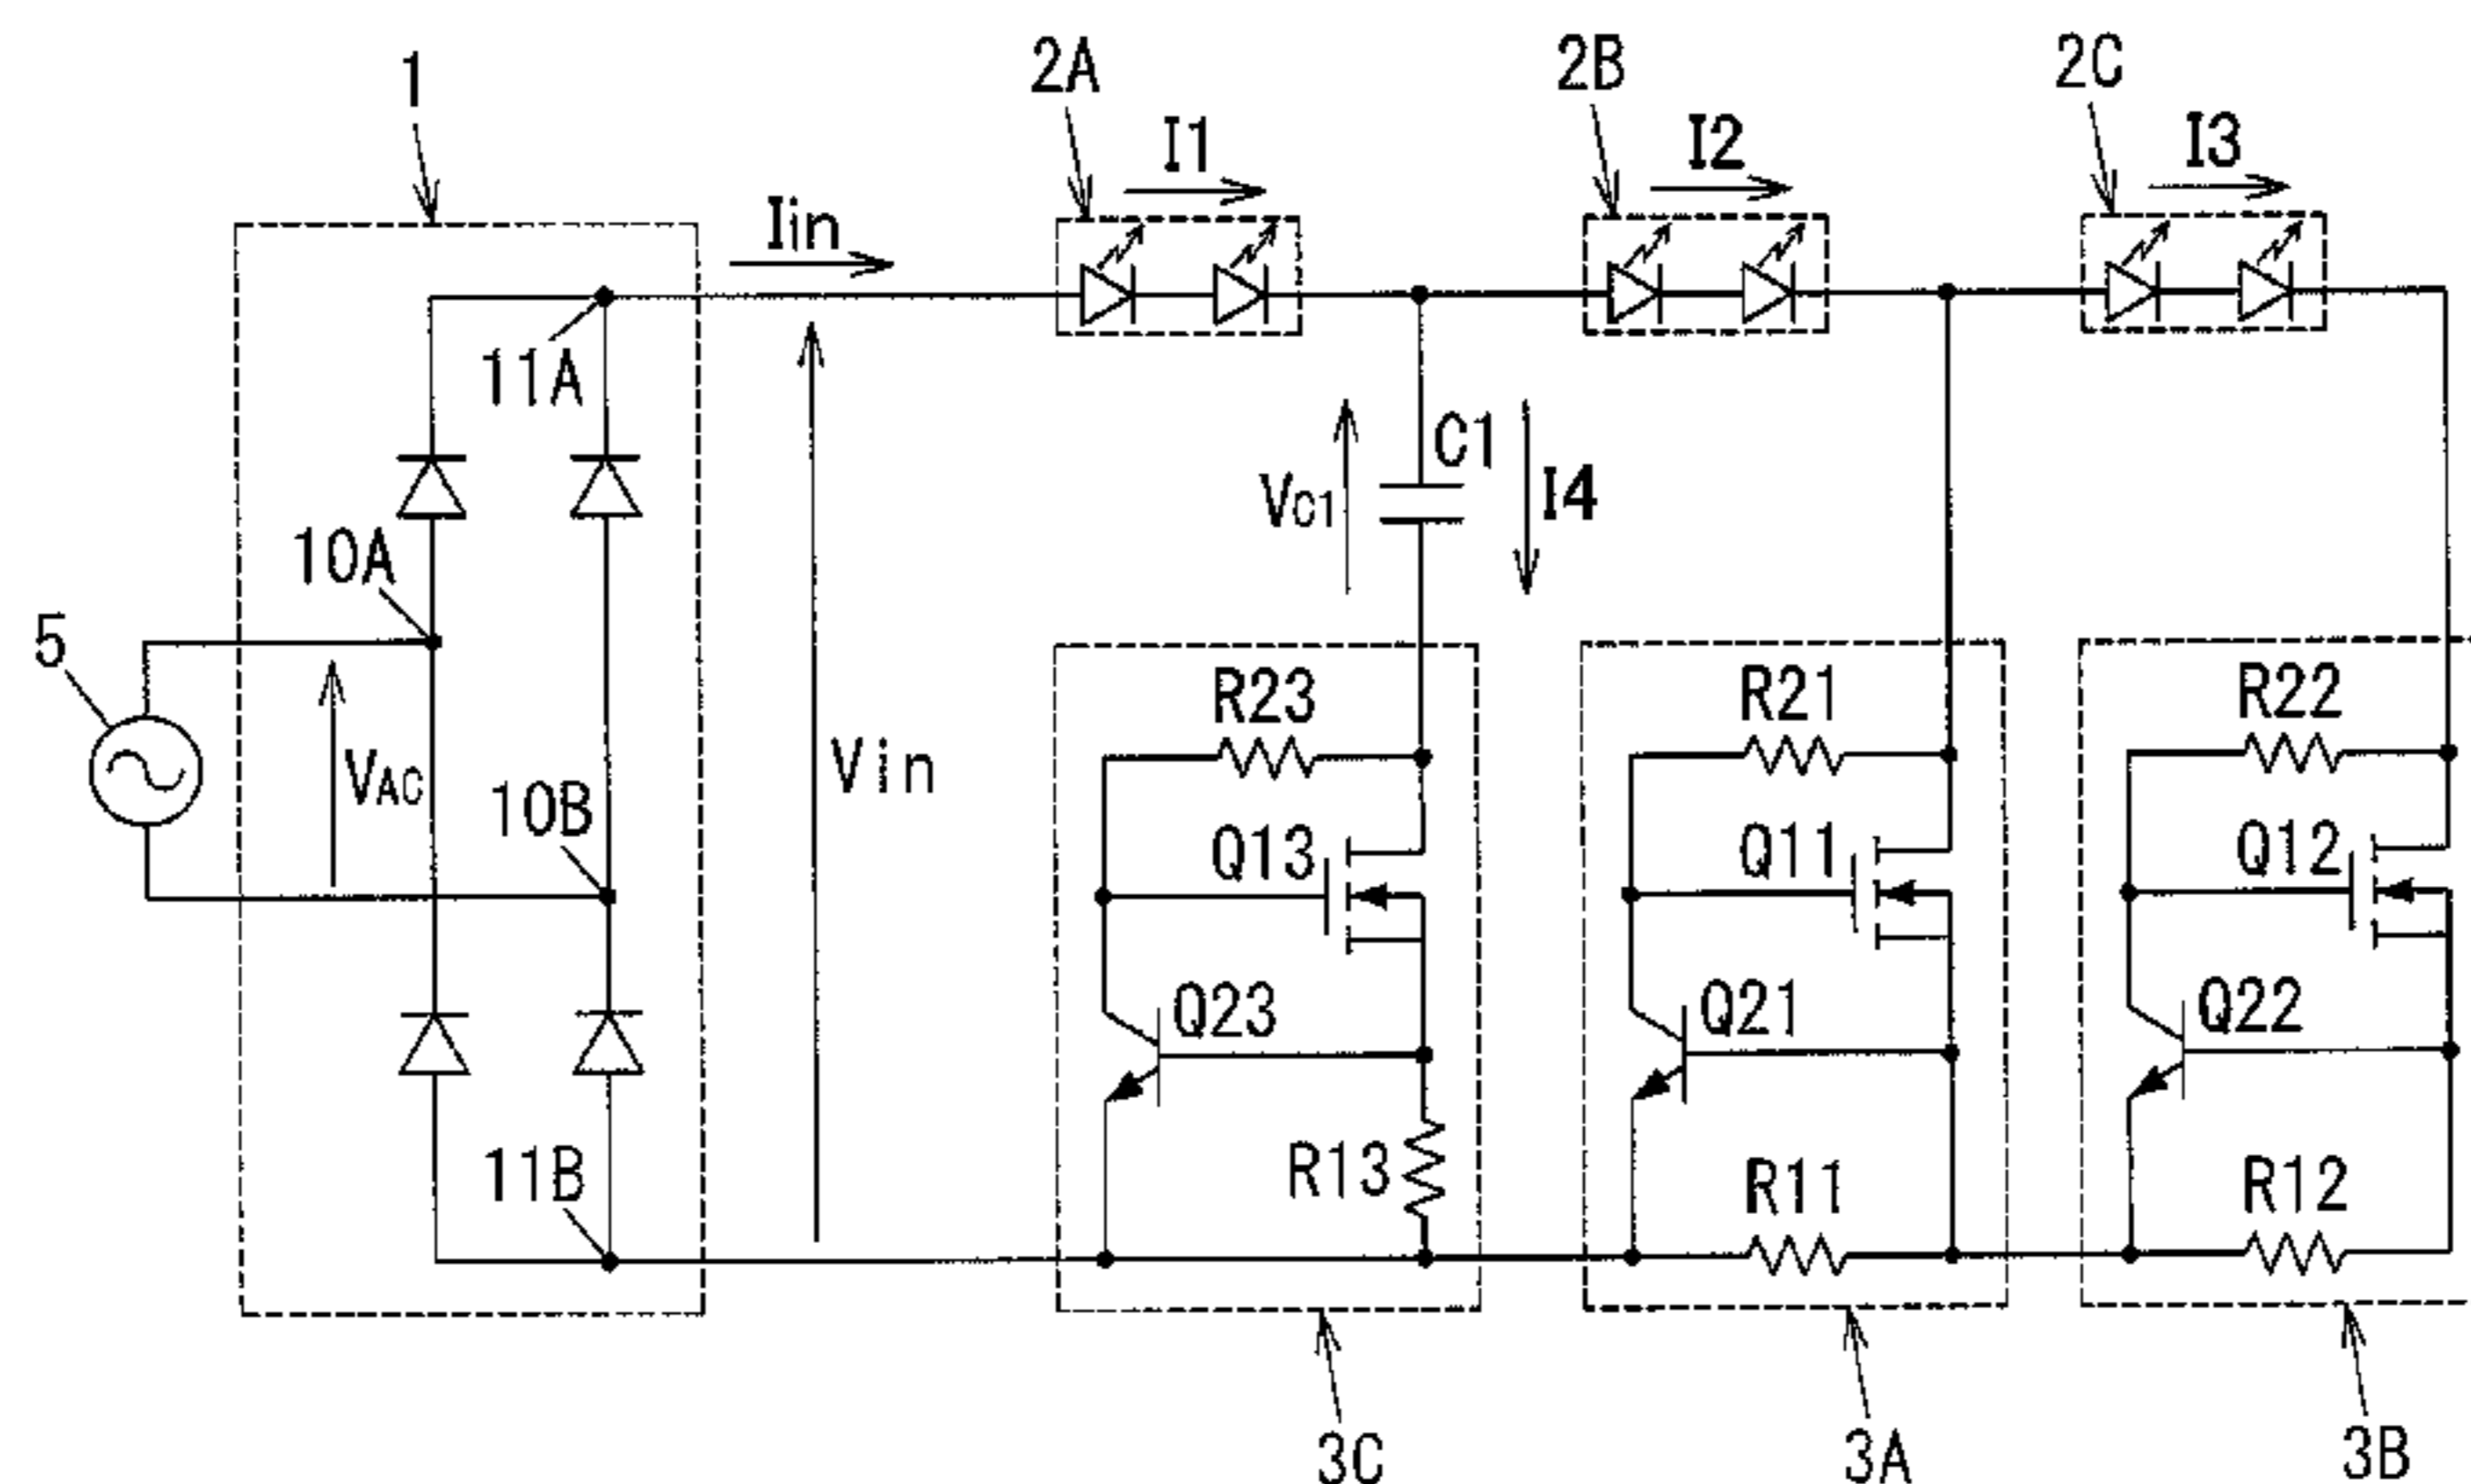 1
2A
2B
2C
Iin
I1
I2
I3
11A
C1
VC1
I4
10A
5
VAC
10B
Vin
R23
R21
R22
Q13
Q11
Q12
Q23
Q21
Q22
11B
R13
R11
R12
3C
3A
3B